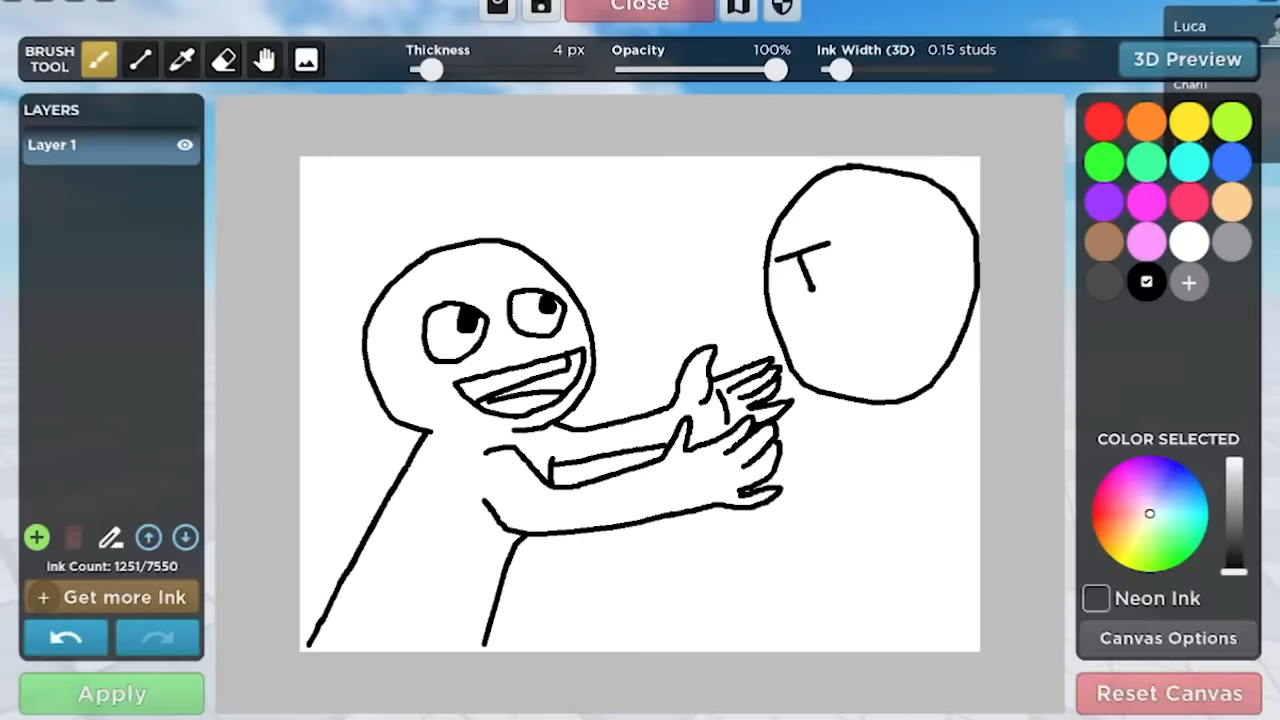 Close
Luca
BRUSH
TOOL
Thickness 4 px
Opacity 100%
Ink Width (3D) 0.15 studs
3D Preview
Charli
LAYERS
Layer 1
Ink Count: 1251/7550
+ Get more Ink
Apply
COLOR SELECTED
Neon Ink
Canvas Options
Reset Canvas